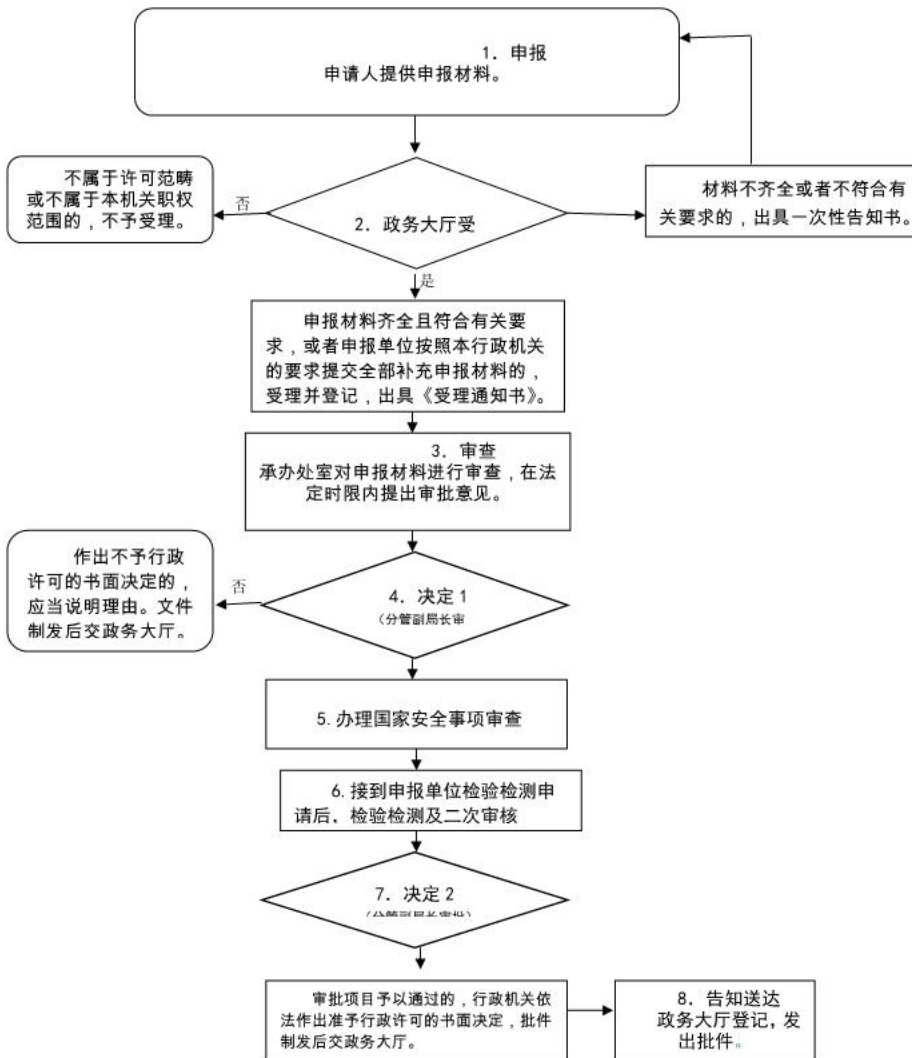 1. 申报
申请人提供申报材料。
不属于许可范畴
或不属于本机关职权
范围的，不予受理。
否
2. 政务大厅受
材料不齐全或者不符合有
关要求的，出具一次性告知书。
是
申报材料齐全且符合有关要
求，或者申报单位按照本行政机关
的要求提交全部补充申报材料的，
受理并登记，出具《受理通知书》。
3. 审查
承办处室对申报材料进行审查，在法
定时限内提出审批意见。
作出不予行政
许可的书面决定的，
应当说明理由。文件
制发后交政务大厅。
否
4. 决定 1
（分管副局长审
5.办理国家安全事项审查
6.接到申报单位检验检测申
请后，检验检测及二次审核
7. 决定 2
（分管副局长审批）
审批项目予以通过的，行政机关依
法作出准予行政许可的书面决定，批件
制发后交政务大厅。
8. 告知送达
政务大厅登记，发
出批件。